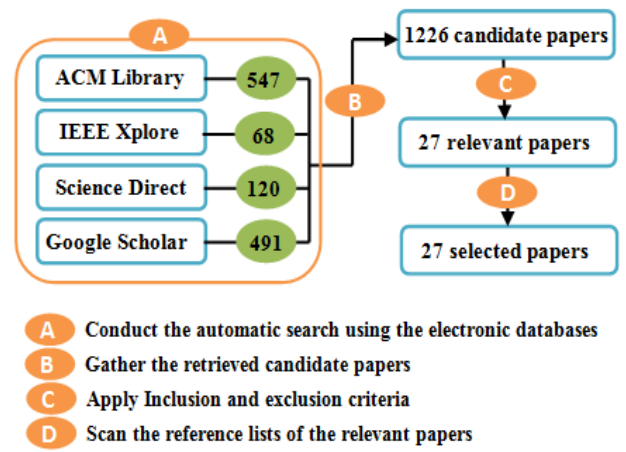 A
ACM Library 547
IEEE Xplore 68
Science Direct 120
Google Scholar 491
B
1226 candidate papers
C
27 relevant papers
D
27 selected papers
A Conduct the automatic search using the electronic databases
B Gather the retrieved candidate papers
C Apply Inclusion and exclusion criteria
D Scan the reference lists of the relevant papers